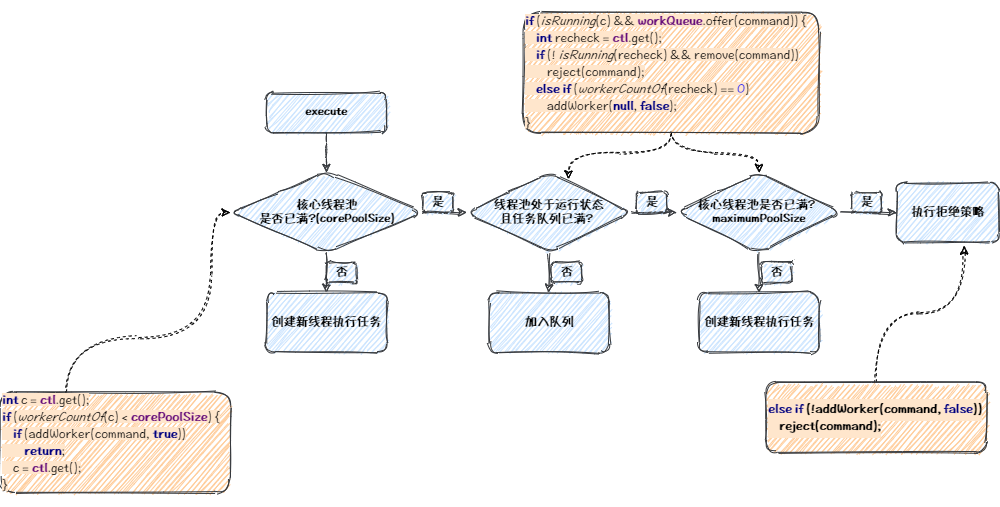 if (isRunning(c) && workQueue.offer(command)) {
int recheck = ctl.get();
if (! isRunning(recheck) && remove(command))
reject(command);
else if (workerCountOf(recheck) == 0)
addWorker(null, false);
}
execute
核心线程池
是否已满?(corePoolSize)
是
线程池处于运行状态
且任务队列已满?
是
核心线程池是否已满?
maximumPoolSize
是
执行拒绝策略
否
否
否
创建新线程执行任务
加入队列
创建新线程执行任务
int c = ctl.get();
if (workerCountOf(c) < corePoolSize) {
if (addWorker(command, true))
return;
c = ctl.get();
}
else if (!addWorker(command, false))
reject(command);